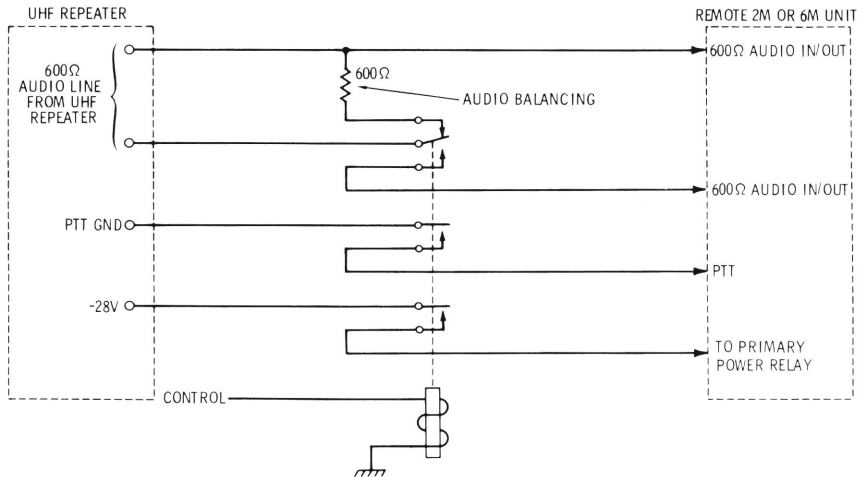 UHF REPEATER
REMOTE 2M OR 6M UNIT
600Ω
AUDIO LINE
FROM UHF
REPEATER
600Ω
AUDIO BALANCING
600Ω AUDIO IN/OUT
600Ω AUDIO IN/OUT
PTT GND
PTT
-28V
TO PRIMARY
POWER RELAY
CONTROL